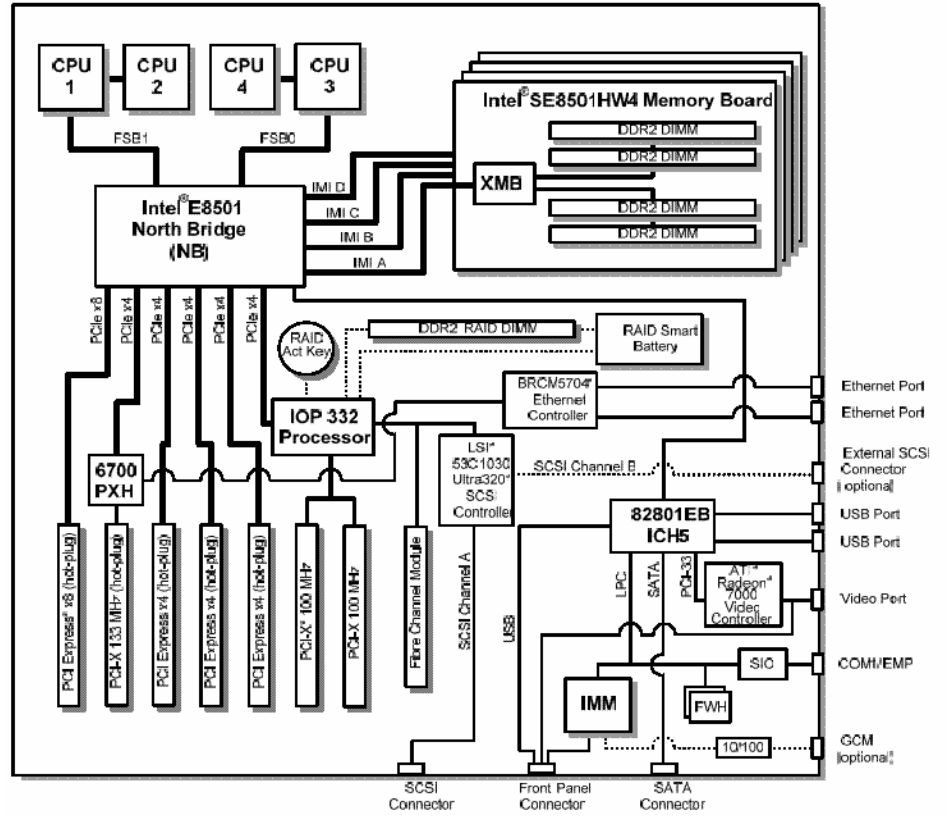 CPU 1
CPU 2
CPU 4
CPU 3
FSB1
FSB0
Intel® SE8501HW4 Memory Board
DDR2 DIMM
DDR2 DIMM
XMB
DDR2 DIMM
DDR2 DIMM
Intel® E8501
North Bridge
(NB)
IMI D
IMI C
IMI B
IMI A
PCIe x8
PCIe x4
PCIe x4
PCIe x4
PCIe x4
PCIe x4
RAID
Act Key
DDR2 RAID DIMM
RAID Smart
Battery
BRCM5704*
Ethernet
Controller
Ethernet Port
Ethernet Port
IOP 332
Processor
6700
PXH
LSI*
53C1030
Ultra320*
SCSI
Controller
SCSI Channel B
External SCSI
Connector
(optional)
82801EB
ICH5
USB Port
USB Port
PCI Express* x8 (hot-plug)
PCI-X 133 MHz (hot-plug)
PCI Express x4 (hot-plug)
PCI Express x4 (hot-plug)
PCI Express x4 (hot-plug)
PCI-X* 100 MHz
PCI-X 100 MHz
Fibre Channel Module
SCSI Channel A
USB
LPC
SATA
PCI-33
ATI*
Radeon*
7000
Video
Controller
Video Port
SIO
COM1/EMP
IMM
FWH
10/100
GCM
(optional)
SCSI
Connector
Front Panel
Connector
SATA
Connector